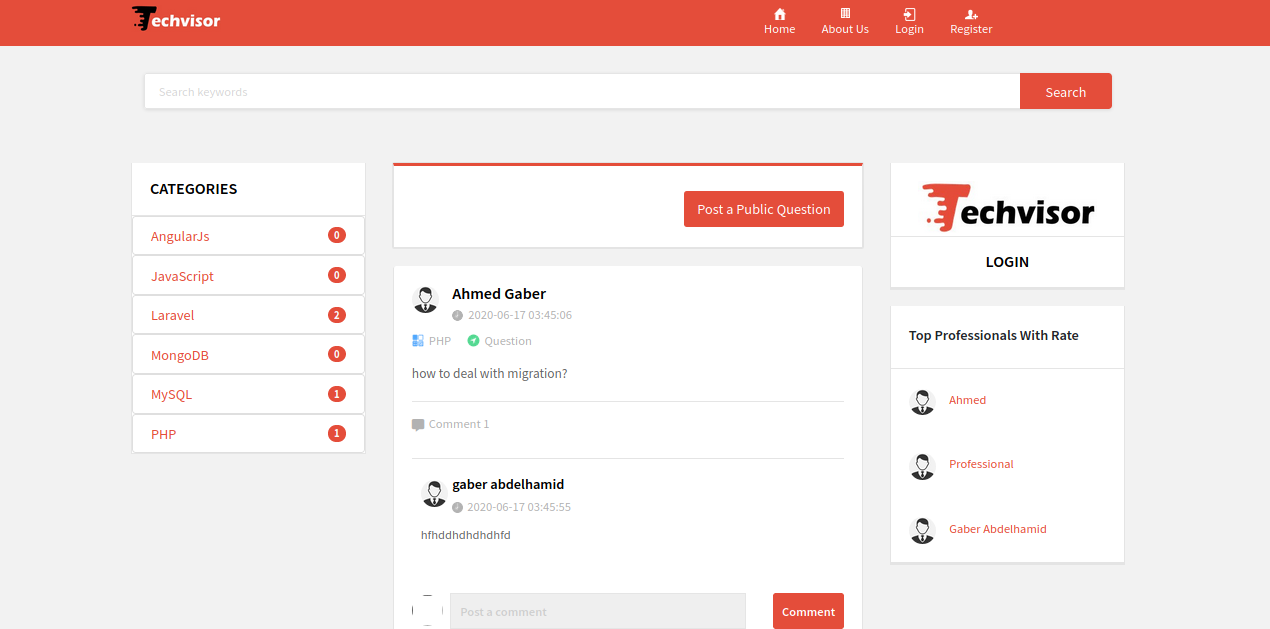 Techvisor
Home
About Us
Login
Register
Search keywords
Search
CATEGORIES
AngularJs 0
JavaScript 0
Laravel 2
MongoDB 0
MySQL 1
PHP 1
Post a Public Question
Ahmed Gaber
2020-06-17 03:45:06
PHP Question
how to deal with migration?
Comment 1
gaber abdelhamid
2020-06-17 03:45:55
hfhddhdhdhdhfd
Post a comment
Comment
Techvisor
LOGIN
Top Professionals With Rate
Ahmed
Professional
Gaber Abdelhamid